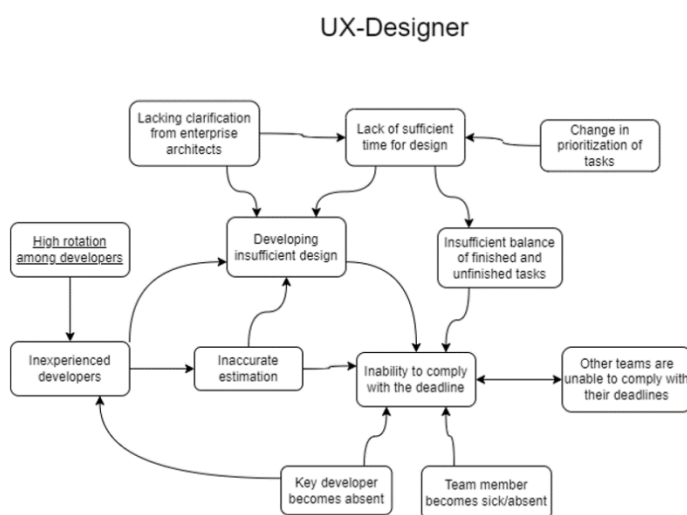 UX-Designer
Lacking clarification
from enterprise
architects
Lack of sufficient
time for design
Change in
prioritization of
tasks
High rotation
among developers
Developing
insufficient design
Insufficient balance
of finished and
unfinished tasks
Inexperienced
developers
Inaccurate
estimation
Inability to comply
with the deadline
Other teams are
unable to comply with
their deadlines
Key developer
becomes absent
Team member
becomes sick/absent